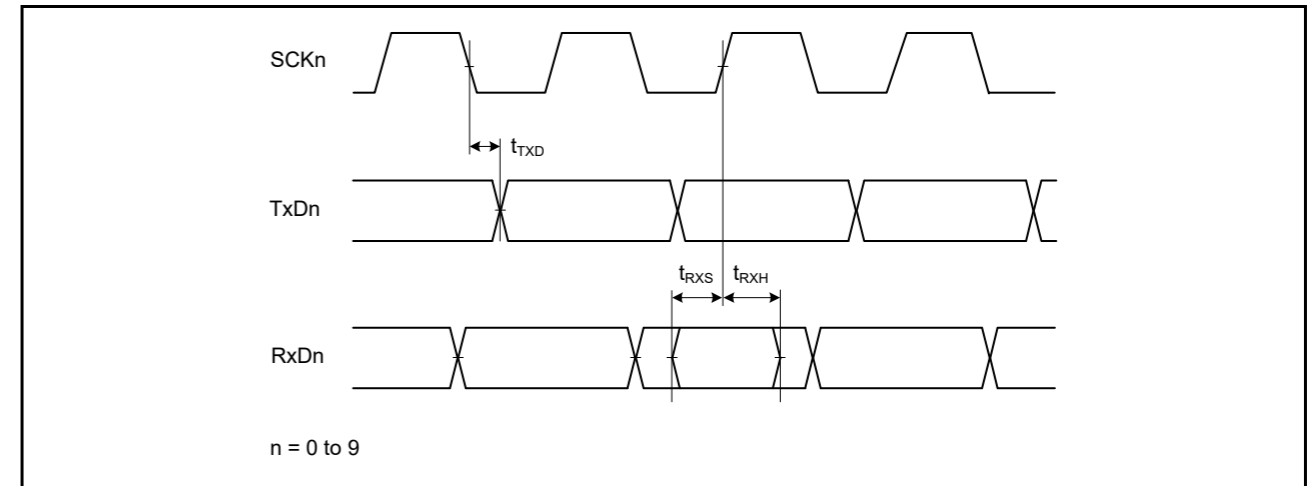 SCKn
tTXD
TxDn
tRXS tRXH
RxDn
n = 0 to 9